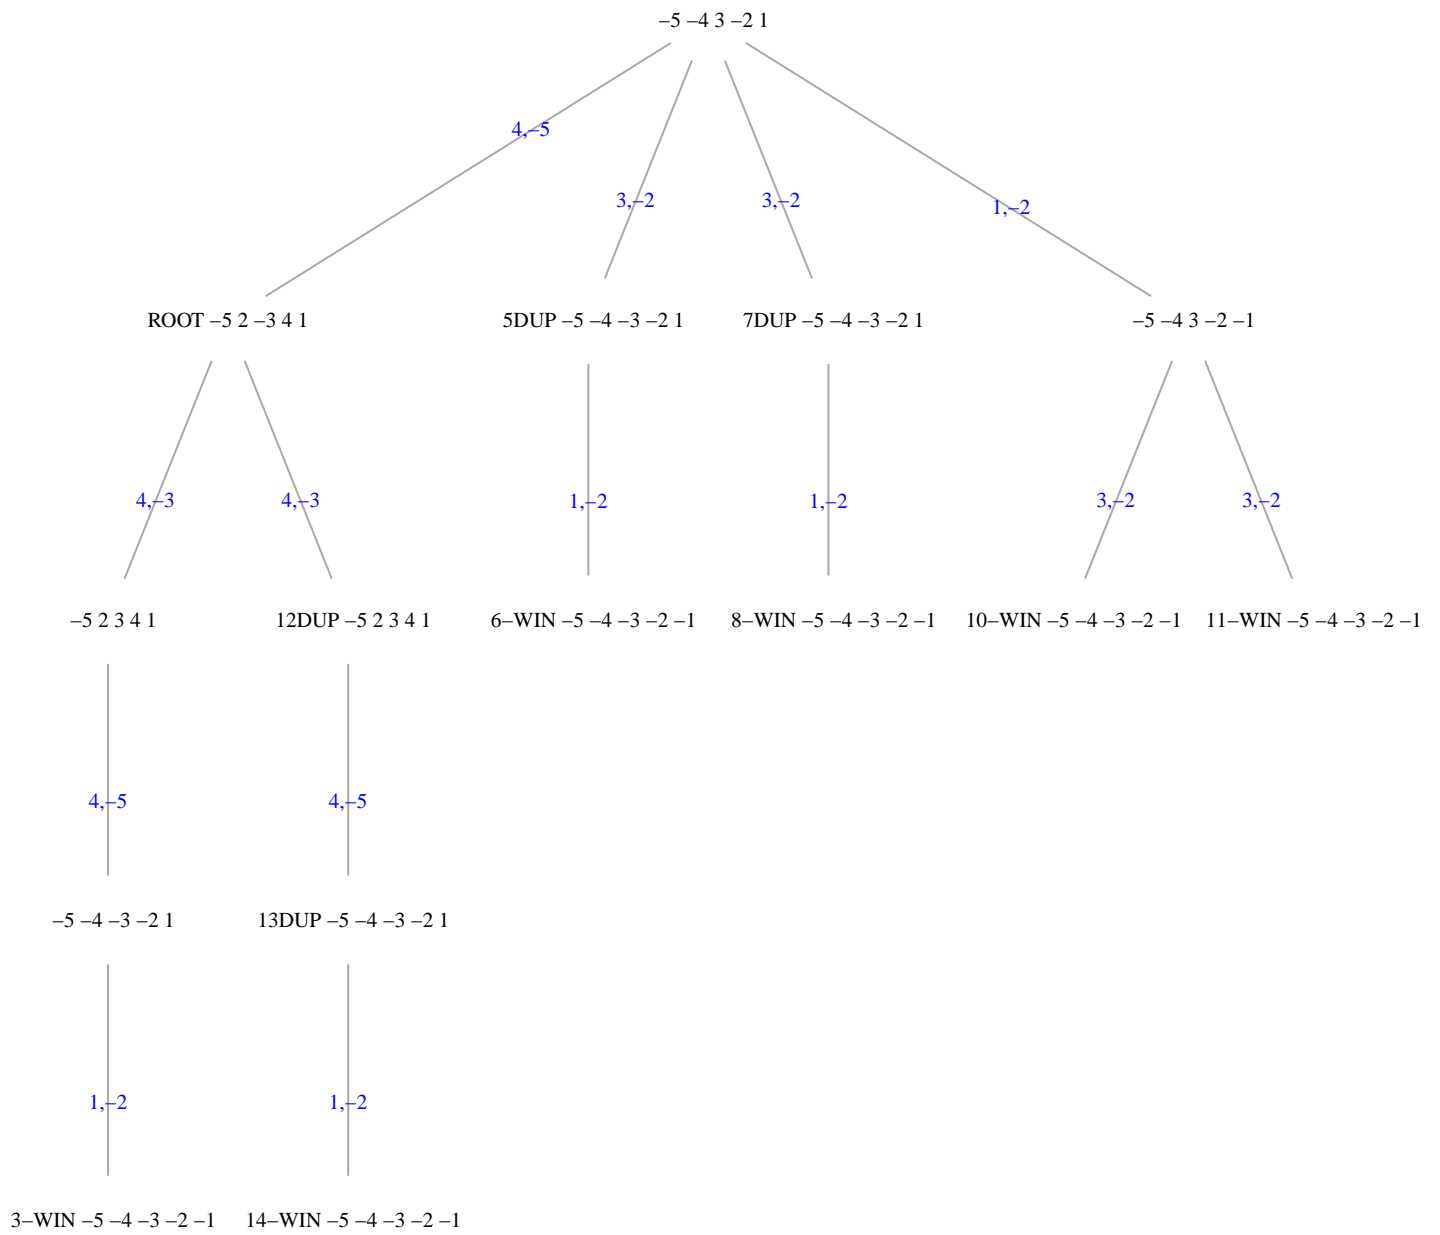 –5 –4 3 –2 1
4,–5
3,–2
3,–2
1,–2
ROOT –5 2 –3 4 1
5DUP –5 –4 –3 –2 1
7DUP –5 –4 –3 –2 1
–5 –4 3 –2 –1
4,–3
4,–3
1,–2
1,–2
3,–2
3,–2
–5 2 3 4 1
12DUP –5 2 3 4 1
6–WIN –5 –4 –3 –2 –1
8–WIN –5 –4 –3 –2 –1
10–WIN –5 –4 –3 –2 –1
11–WIN –5 –4 –3 –2 –1
4,–5
4,–5
–5 –4 –3 –2 1
13DUP –5 –4 –3 –2 1
1,–2
1,–2
3–WIN –5 –4 –3 –2 –1
14–WIN –5 –4 –3 –2 –1